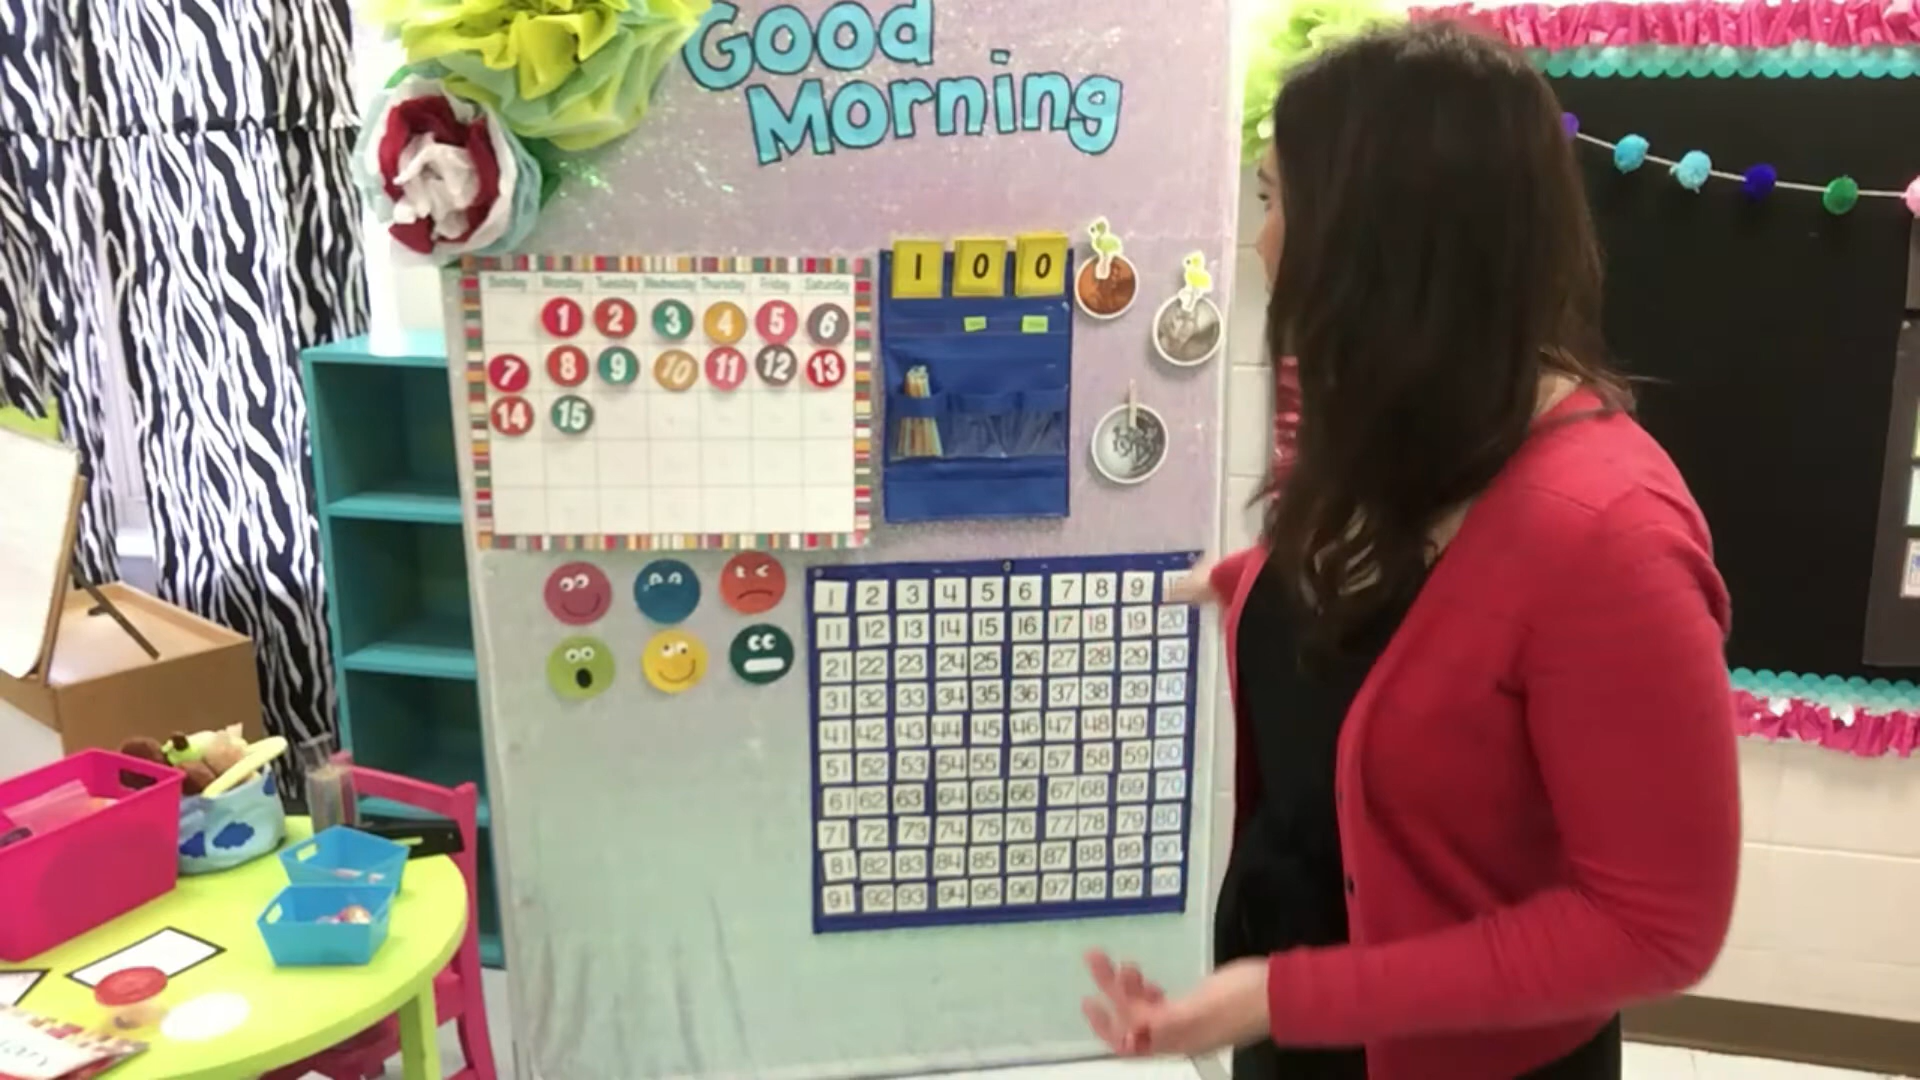 Good
Morning
1 0 0
Sunday Monday Tuesday Wednesday Thursday Friday Saturday
1 2 3 4 5 6
7 8 9 10 11 12 13
14 15
1 2 3 4 5 6 7 8 9
11 12 13 14 15 16 17 18 19 20
21 22 23 24 25 26 27 28 29 30
31 32 33 34 35 36 37 38 39 40
41 42 43 44 45 46 47 48 49 50
51 52 53 54 55 56 57 58 59 60
61 62 63 64 65 66 67 68 69 70
71 72 73 74 75 76 77 78 79 80
81 82 83 84 85 86 87 88 89 90
91 92 93 94 95 96 97 98 99 100